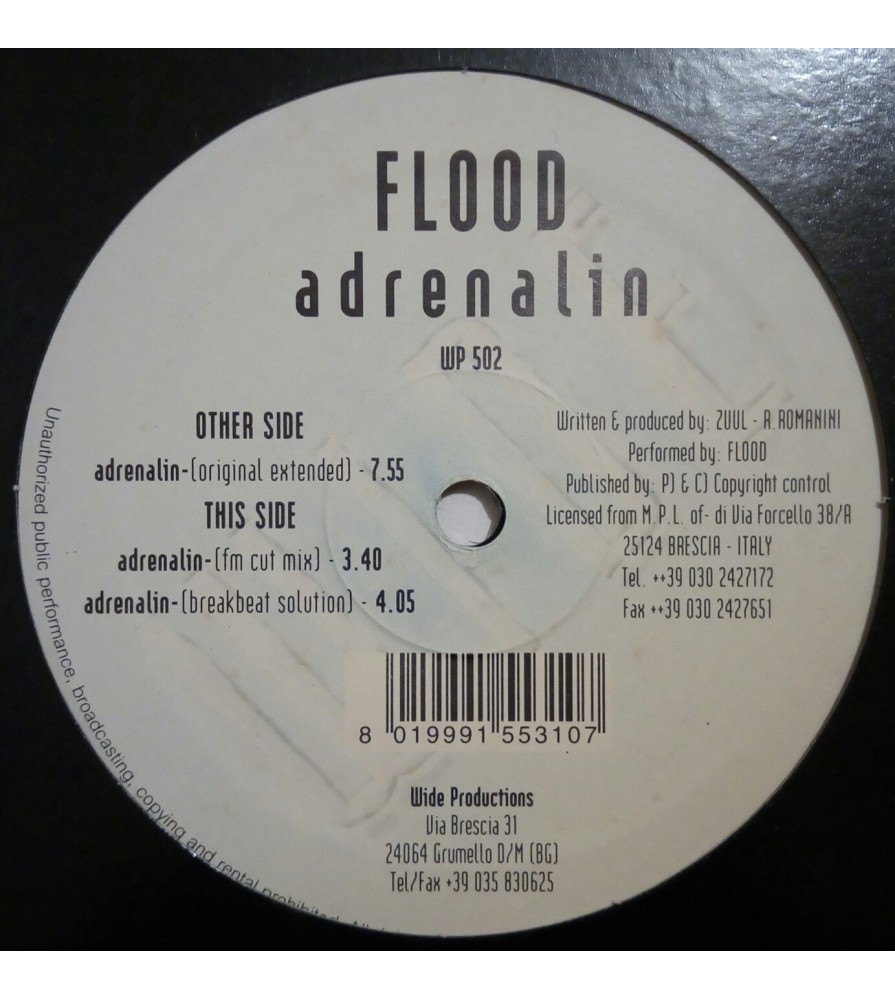 FLOOD
adrenalin
WP 502
OTHER SIDE
adrenalin-(original extended) - 7.55
THIS SIDE
adrenalin-(fm cut mix) - 3.40
adrenalin-(breakbeat solution) - 4.05
Written & produced by: ZUUL - A. ROMANINI
Performed by: FLOOD
Published by: P) & C) Copyright control
Licensed from M.P.L. of- di Via Forcello 38/A
25124 BRESCIA - ITALY
Tel. ++39 030 2427172
Fax ++39 030 2427651
8 019991 553107
Wide Productions
Via Brescia 31
24064 Grumello D/M (BG)
Tel/Fax +39 035 830625
Unauthorized public performance, broadcasting, copying and rental prohibited.